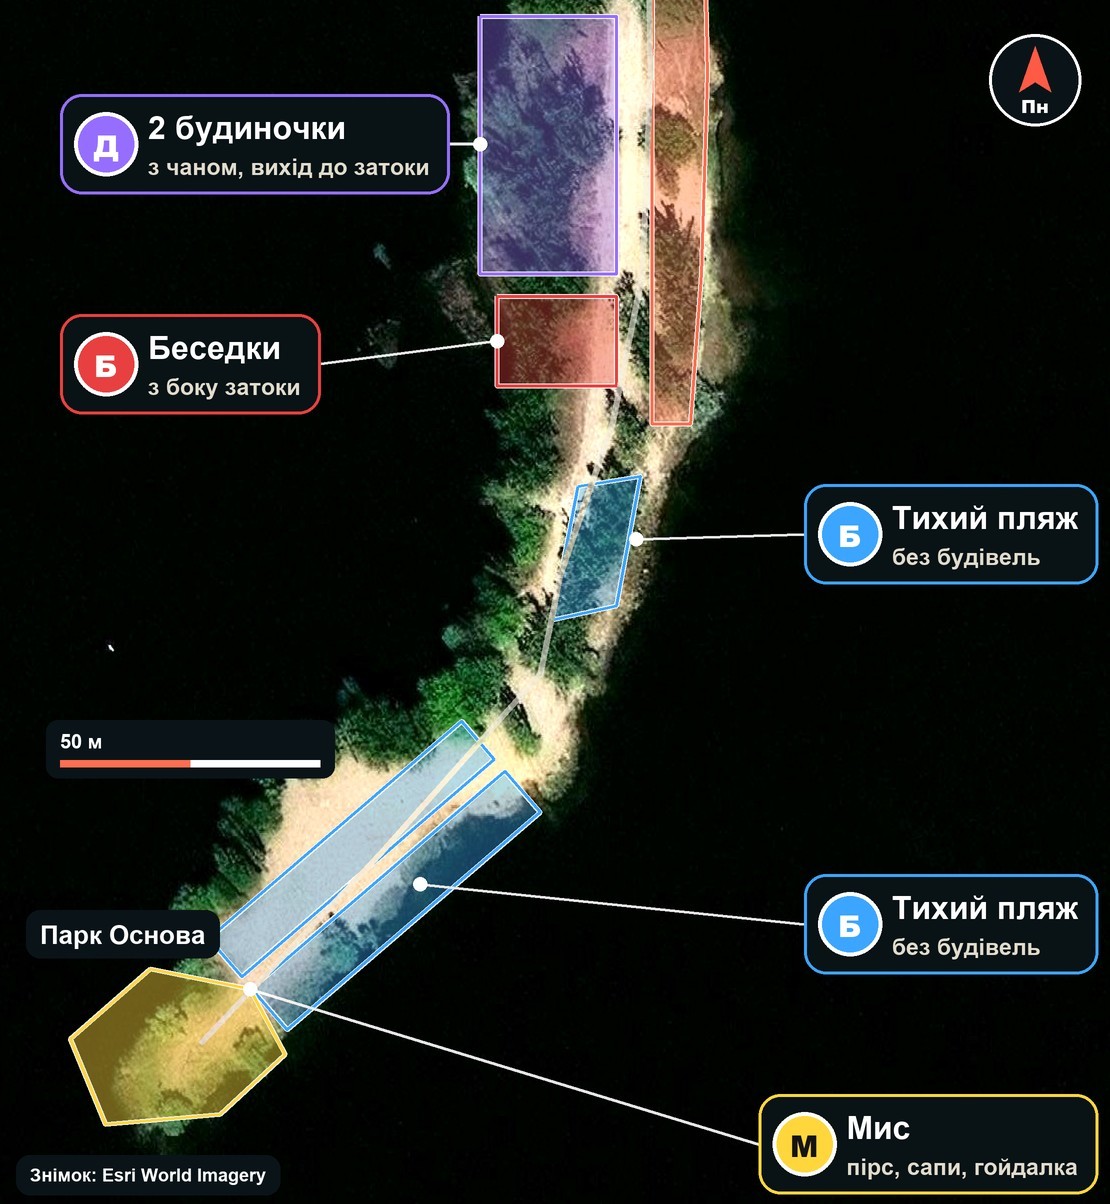 Пн
Д
2 будиночки
з чаном, вихід до затоки
Б
Беседки
з боку затоки
Б
Тихий пляж
без будівель
50 м
Б
Тихий пляж
без будівель
Парк Основа
М
Мис
пірс, сапи, гойдалка
Знімок: Esri World Imagery